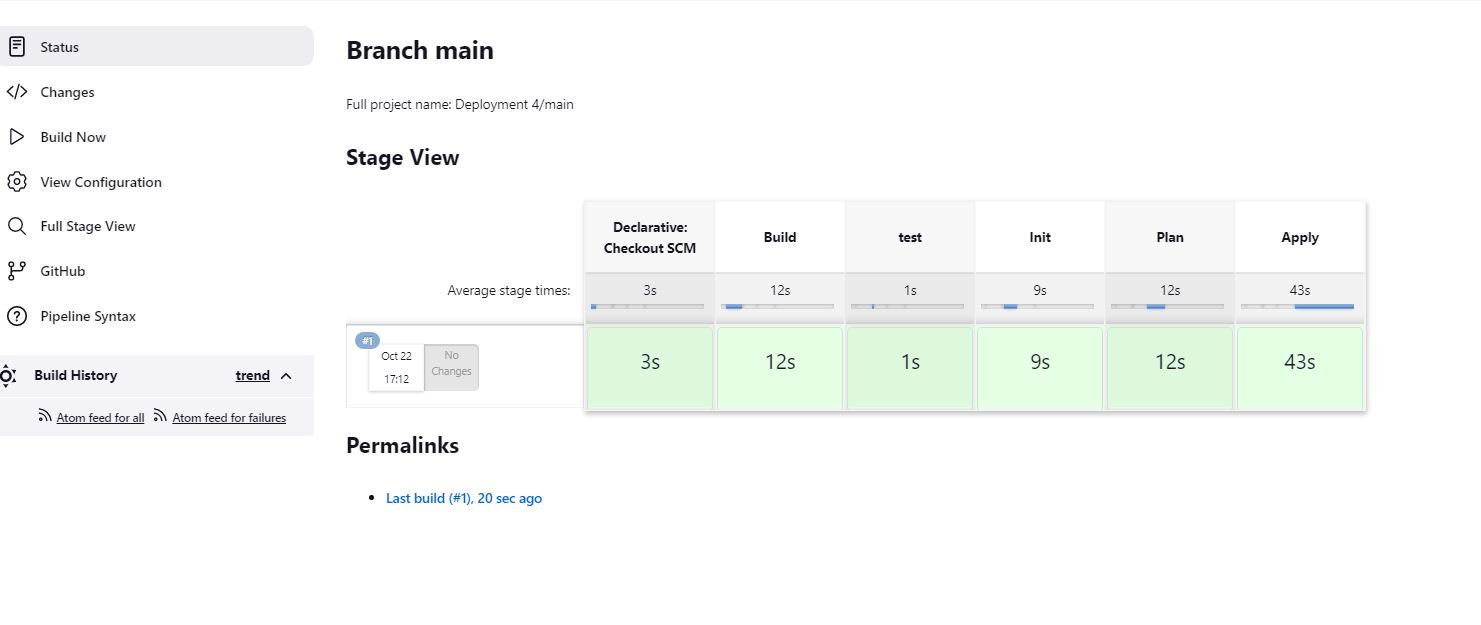 Status
Changes
Build Now
View Configuration
Full Stage View
GitHub
Pipeline Syntax
Build History trend
Atom feed for all Atom feed for failures
Branch main
Full project name: Deployment 4/main
Stage View
Declarative:
Checkout SCM
Build
test
Init
Plan
Apply
Average stage times:
3s 12s 1s 9s 12s 43s
#1
Oct 22
17:12
No
Changes
3s 12s 1s 9s 12s 43s
Permalinks
Last build (#1), 20 sec ago